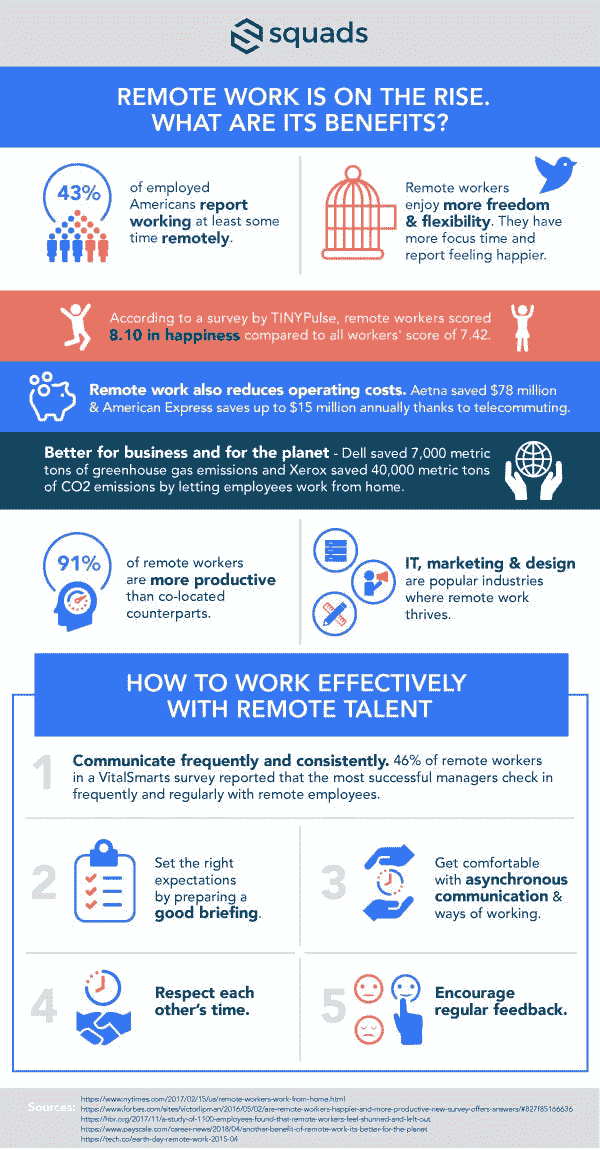 squads
REMOTE WORK IS ON THE RISE.
WHAT ARE ITS BENEFITS?
43%
of employed
Americans report
working at least some
time remotely.
Remote workers
enjoy more freedom
& flexibility. They have
more focus time and
report feeling happier.
According to a survey by TINYPulse, remote workers scored
8.10 in happiness compared to all workers' score of 7.42.
Remote work also reduces operating costs. Aetna saved $78 million
& American Express saves up to $15 million annually thanks to telecommuting.
Better for business and for the planet - Dell saved 7,000 metric
tons of greenhouse gas emissions and Xerox saved 40,000 metric tons
of CO2 emissions by letting employees work from home.
91%
of remote workers
are more productive
than co-located
counterparts.
IT, marketing & design
are popular industries
where remote work
thrives.
HOW TO WORK EFFECTIVELY
WITH REMOTE TALENT
1
Communicate frequently and consistently. 46% of remote workers
in a VitalSmarts survey reported that the most successful managers check in
frequently and regularly with remote employees.
2
Set the right
expectations
by preparing a
good briefing.
3
Get comfortable
with asynchronous
communication &
ways of working.
4
Respect each
other's time.
5
Encourage
regular feedback.
Sources:
https://www.nytimes.com/2017/02/15/us/remote-workers-work-from-home.html
https://www.forbes.com/sites/victorlipman/2016/05/02/are-remote-workers-happier-and-more-productive-new-survey-offers-answers/#827f85166636
https://hbr.org/2017/11/a-study-of-1100-employees-found-that-remote-workers-feel-shunned-and-left-out
https://www.payscale.com/career-news/2018/04/another-benefit-of-remote-work-its-better-for-the-planet
https://tech.co/earth-day-remote-work-2015-04